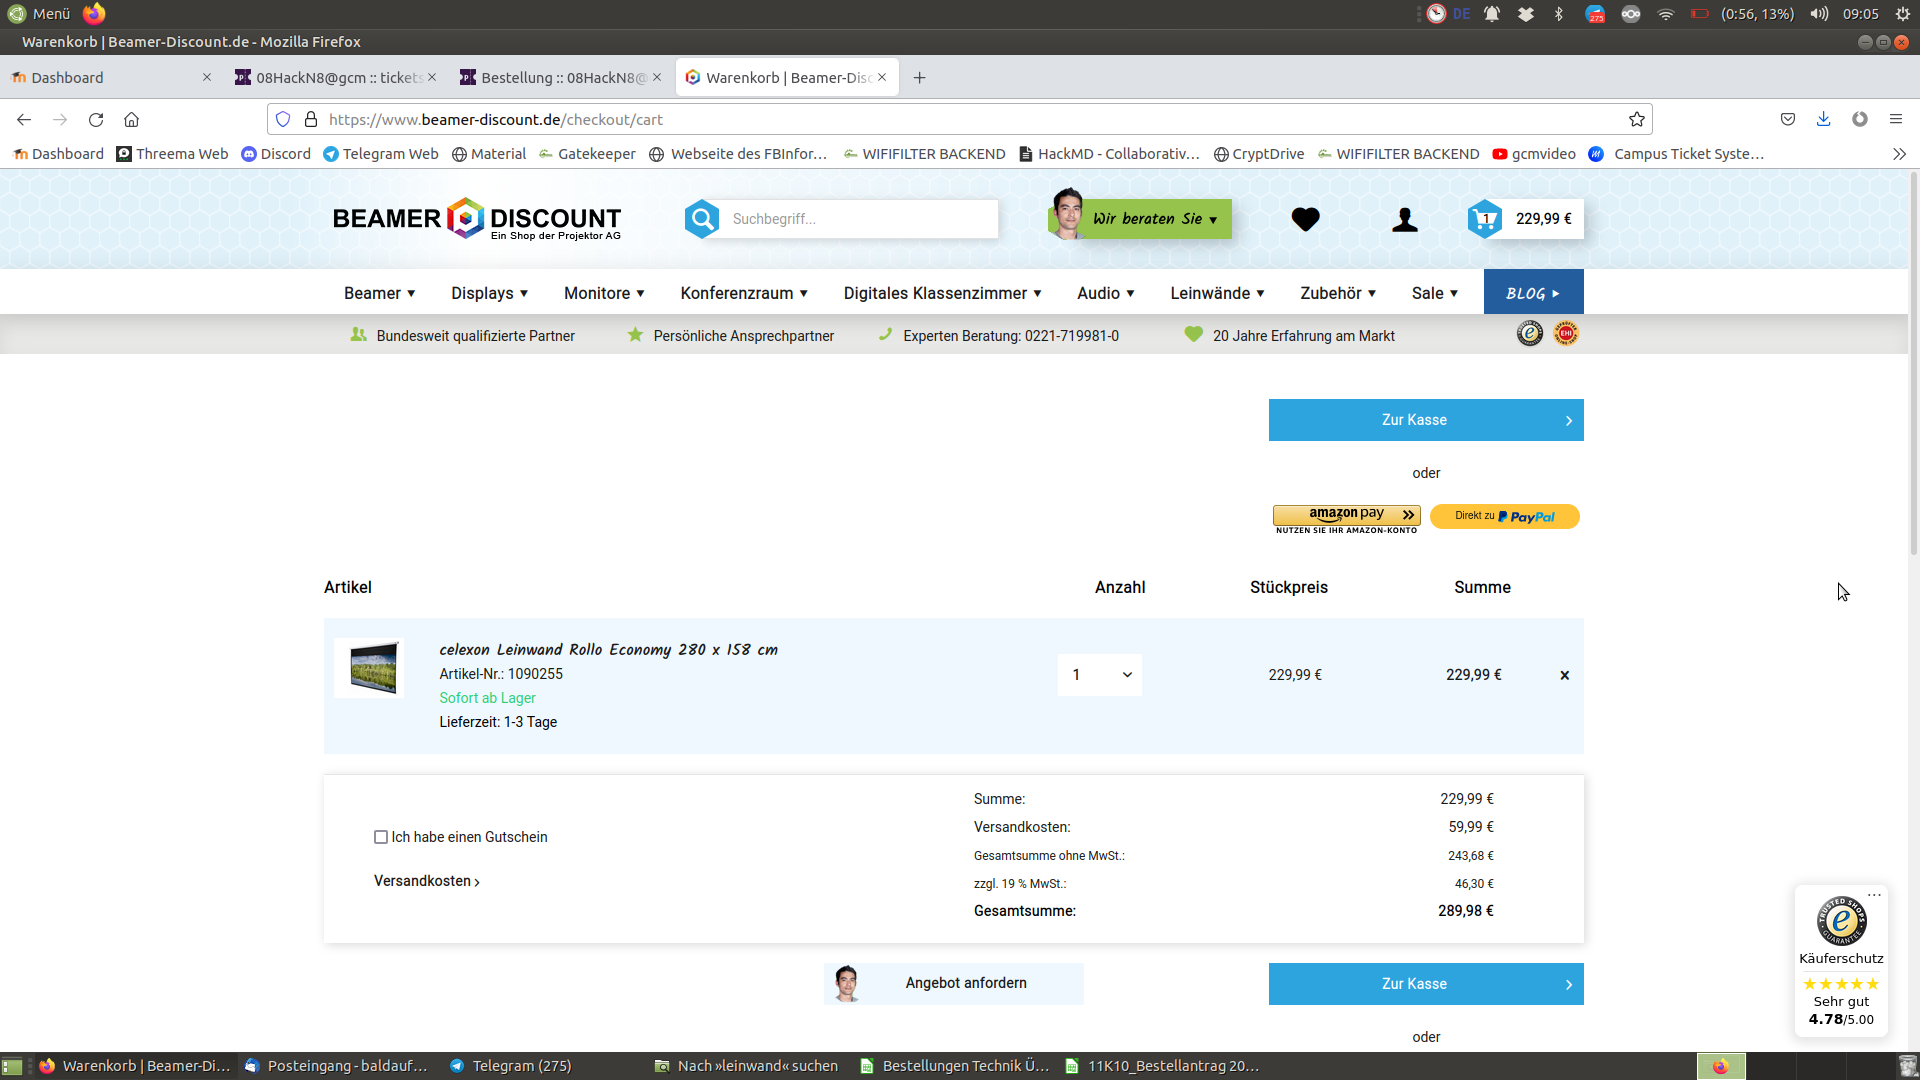 Menü
DE
275
(0:56, 13%)
09:05
Warenkorb | Beamer-Discount.de - Mozilla Firefox
Dashboard
08HackN8@gcm :: tickets
Bestellung :: 08HackN8@
Warenkorb | Beamer-Disc
https://www.beamer-discount.de/checkout/cart
Dashboard
Threema Web
Discord
Telegram Web
Material
Gatekeeper
Webseite des FBInfor…
WIFIFILTER BACKEND
HackMD - Collaborativ…
CryptDrive
WIFIFILTER BACKEND
gcmvideo
Campus Ticket Syste…
BEAMER DISCOUNT
Ein Shop der Projektor AG
Suchbegriff...
Wir beraten Sie
1
229,99 €
Beamer
Displays
Monitore
Konferenzraum
Digitales Klassenzimmer
Audio
Leinwände
Zubehör
Sale
BLOG
Bundesweit qualifizierte Partner
Persönliche Ansprechpartner
Experten Beratung: 0221-719981-0
20 Jahre Erfahrung am Markt
EHI
Zur Kasse
oder
amazon pay
NUTZEN SIE IHR AMAZON-KONTO
Direkt zu PayPal
Artikel
Anzahl
Stückpreis
Summe
celexon Leinwand Rollo Economy 280 x 158 cm
Artikel-Nr.: 1090255
Sofort ab Lager
Lieferzeit: 1-3 Tage
1
229,99 €
229,99 €
Ich habe einen Gutschein
Versandkosten
Summe: 229,99 €
Versandkosten: 59,99 €
Gesamtsumme ohne MwSt.: 243,68 €
zzgl. 19 % MwSt.: 46,30 €
Gesamtsumme: 289,98 €
Angebot anfordern
Zur Kasse
oder
TRUSTED SHOPS
GUARANTEE
Käuferschutz
Sehr gut
4.78/5.00
Warenkorb | Beamer-Di…
Posteingang - baldauf…
Telegram (275)
Nach »leinwand« suchen
Bestellungen Technik Ü…
11K10_Bestellantrag 20…